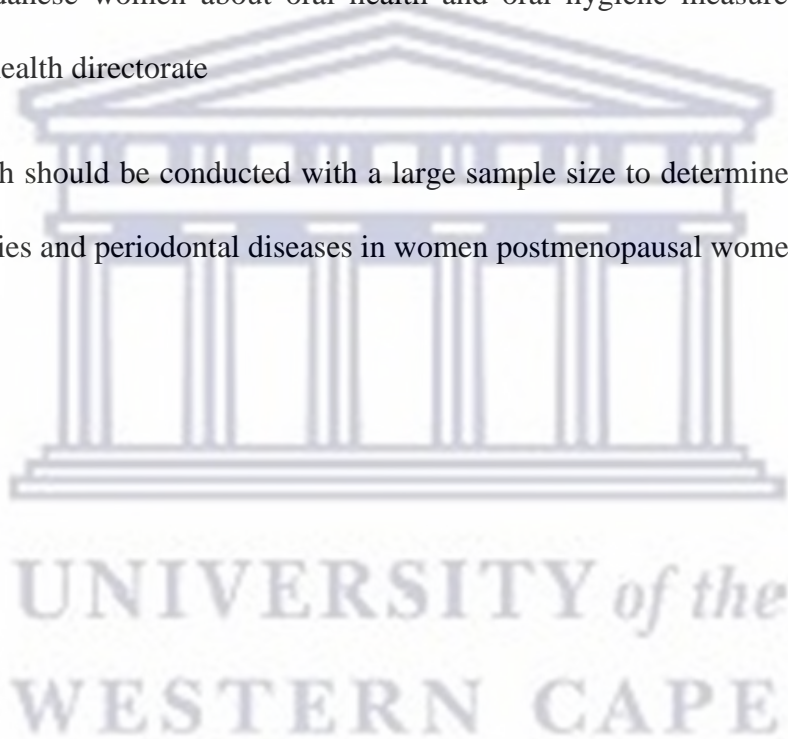 danese women about oral health and oral hygiene measure
ealth directorate
h should be conducted with a large sample size to determine
ies and periodontal diseases in women postmenopausal wome
UNIVERSITY of the
WESTERN CAPE